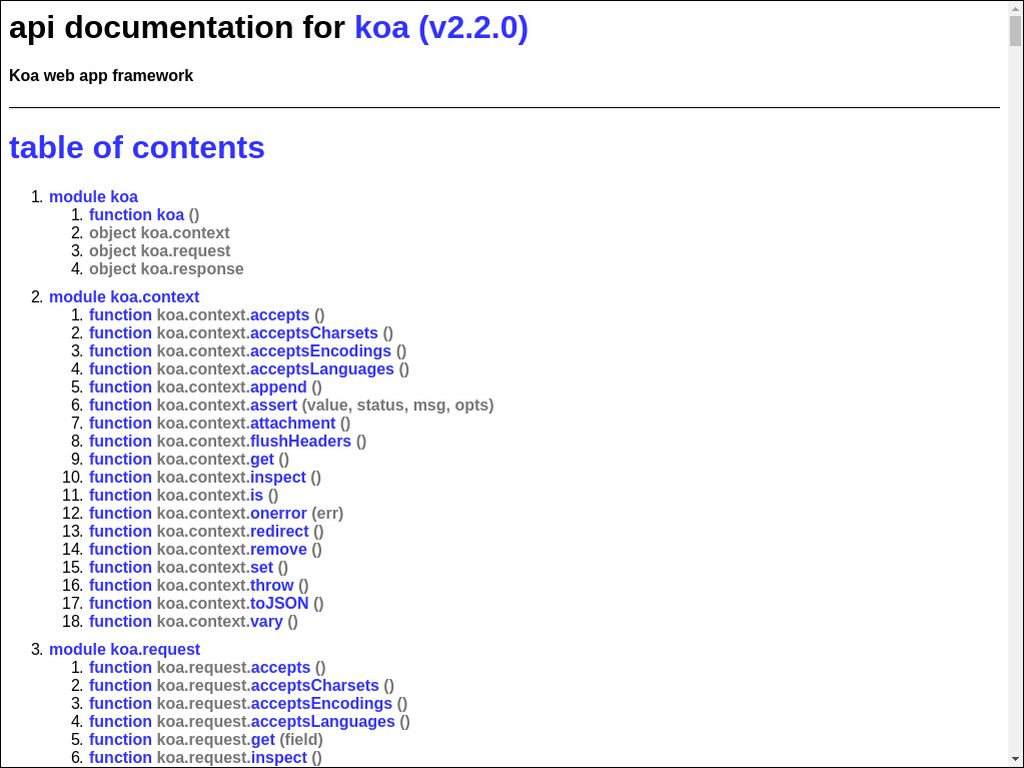 api documentation for koa (v2.2.0)
Koa web app framework
table of contents
1. module koa
1. function koa ()
2. object koa.context
3. object koa.request
4. object koa.response
2. module koa.context
1. function koa.context.accepts ()
2. function koa.context.acceptsCharsets ()
3. function koa.context.acceptsEncodings ()
4. function koa.context.acceptsLanguages ()
5. function koa.context.append ()
6. function koa.context.assert (value, status, msg, opts)
7. function koa.context.attachment ()
8. function koa.context.flushHeaders ()
9. function koa.context.get ()
10. function koa.context.inspect ()
11. function koa.context.is ()
12. function koa.context.onerror (err)
13. function koa.context.redirect ()
14. function koa.context.remove ()
15. function koa.context.set ()
16. function koa.context.throw ()
17. function koa.context.toJSON ()
18. function koa.context.vary ()
3. module koa.request
1. function koa.request.accepts ()
2. function koa.request.acceptsCharsets ()
3. function koa.request.acceptsEncodings ()
4. function koa.request.acceptsLanguages ()
5. function koa.request.get (field)
6. function koa.request.inspect ()